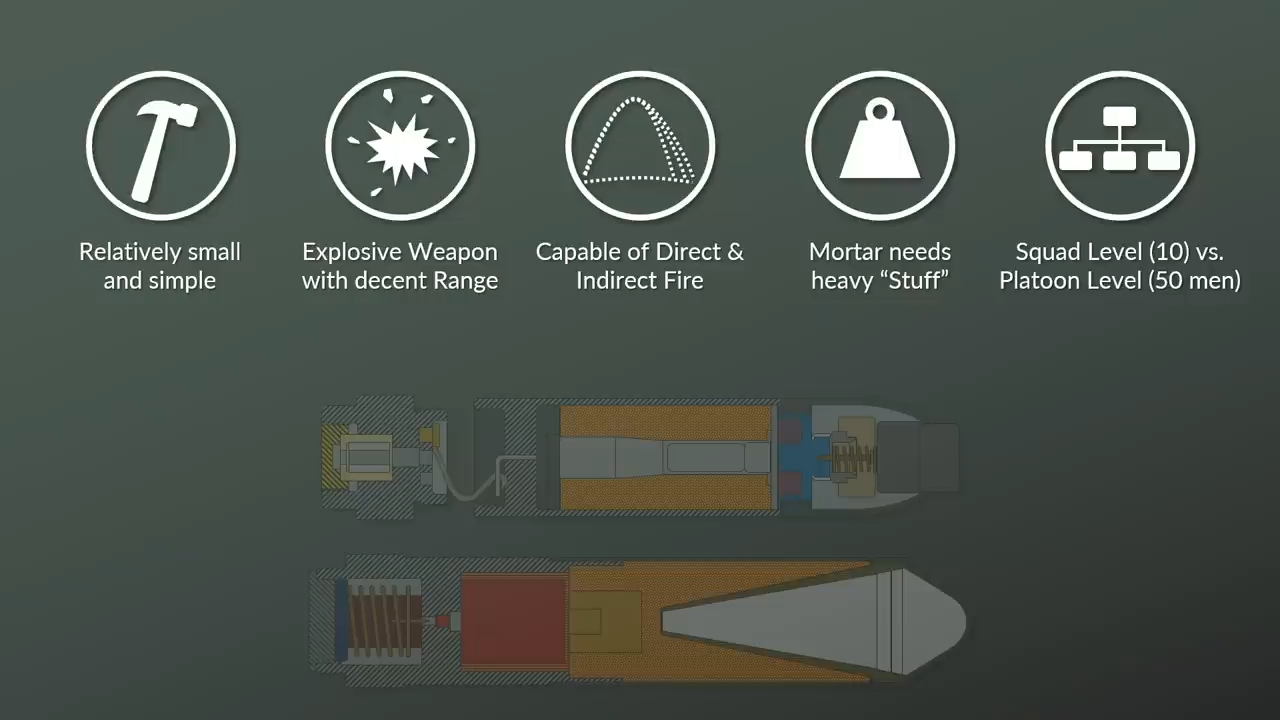 Relatively small
and simple
Explosive Weapon
with decent Range
Capable of Direct &
Indirect Fire
Mortar needs
heavy “Stuff”
Squad Level (10) vs.
Platoon Level (50 men)